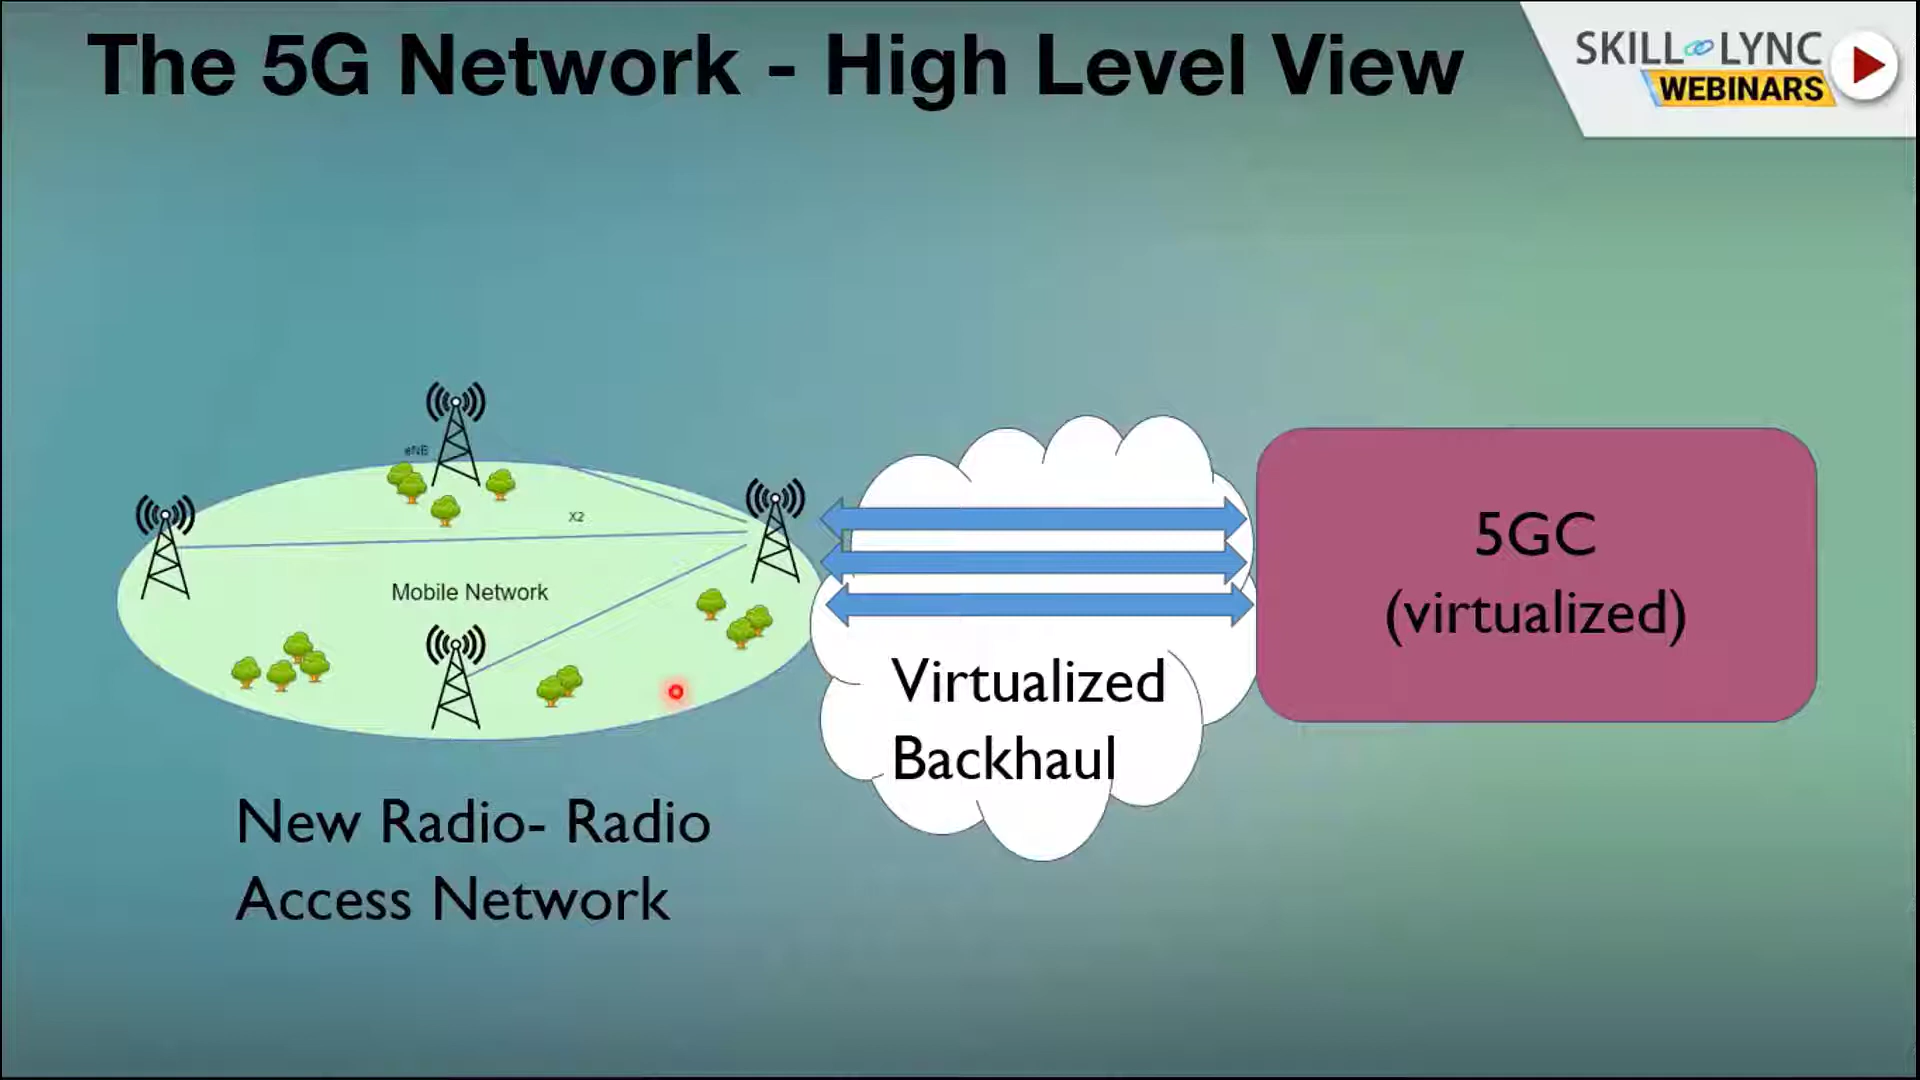 The 5G Network - High Level View
SKILL LYNC
WEBINARS
eNB
X2
Mobile Network
5GC
(virtualized)
Virtualized
Backhaul
New Radio- Radio
Access Network